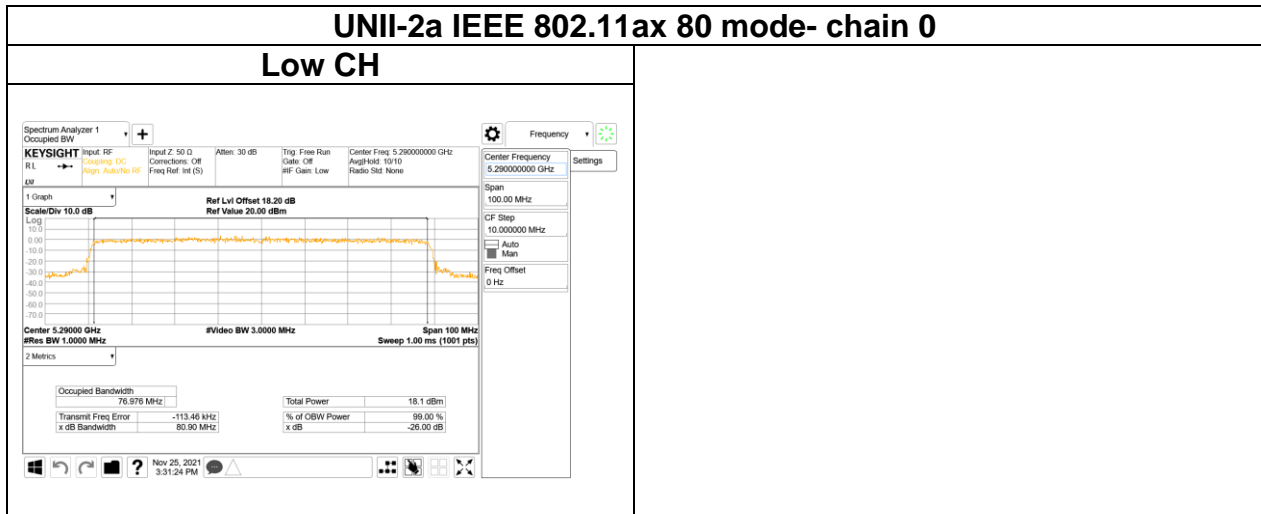 UNII-2a IEEE 802.11ax 80 mode- chain 0
Low CH
Spectrum Analyzer 1
Occupied BW
Frequency
KEYSIGHT
RL
Input: RF
Coupling: DC
Align: Auto/No RF
Input Z: 50 Ω
Corrections: Off
Freq Ref: Int (S)
Atten: 30 dB
Trig: Free Run
Gate: Off
#IF Gain: Low
Center Freq: 5.290000000 GHz
Avg|Hold: 10/10
Radio Std: None
Center Frequency
5.290000000 GHz
Settings
Span
100.00 MHz
CF Step
10.000000 MHz
Auto
Man
Freq Offset
0 Hz
1 Graph
Scale/Div 10.0 dB
Ref Lvl Offset 18.20 dB
Ref Value 20.00 dBm
Log
10.0
0.00
-10.0
-20.0
-30.0
-40.0
-50.0
-60.0
-70.0
Center 5.29000 GHz
#Video BW 3.0000 MHz
Span 100 MHz
#Res BW 1.0000 MHz
Sweep 1.00 ms (1001 pts)
2 Metrics
Occupied Bandwidth
76.976 MHz
Total Power 18.1 dBm
Transmit Freq Error -113.46 kHz
% of OBW Power 99.00 %
x dB Bandwidth 80.90 MHz
x dB -26.00 dB
?
Nov 25, 2021
3:31:24 PM